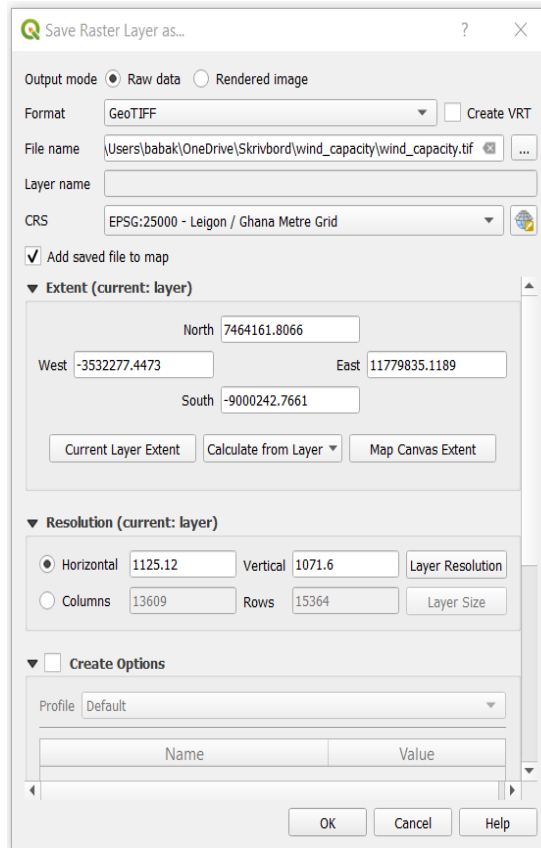 Save Raster Layer as...
Output mode Raw data Rendered image
Format GeoTIFF Create VRT
File name \Users\babak\OneDrive\Skrivbord\wind_capacity\wind_capacity.tif ...
Layer name
CRS EPSG:25000 - Leigon / Ghana Metre Grid
Add saved file to map
Extent (current: layer)
North 7464161.8066
West -3532277.4473 East 11779835.1189
South -9000242.7661
Current Layer Extent Calculate from Layer Map Canvas Extent
Resolution (current: layer)
Horizontal 1125.12 Vertical 1071.6 Layer Resolution
Columns 13609 Rows 15364 Layer Size
Create Options
Profile Default
Name Value
OK Cancel Help